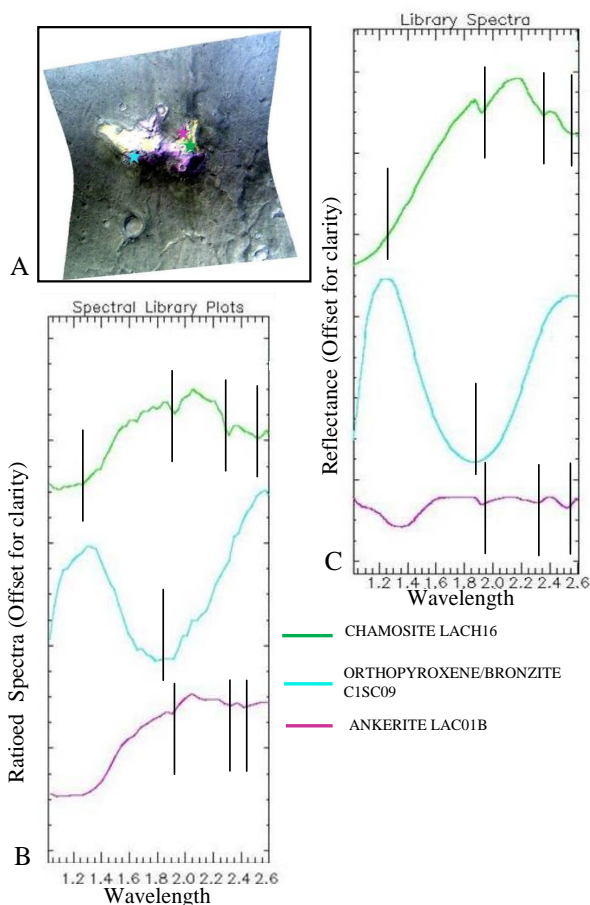 A
Spectral Library Plots
Ratioed Spectra (Offset for clarity)
1.2 1.4 1.6 1.8 2.0 2.2 2.4 2.6
Wavelength
B
Library Spectra
Reflectance (Offset for clarity)
C
1.2 1.4 1.6 1.8 2.0 2.2 2.4 2.6
Wavelength
CHAMOSITE LACH16
ORTHOPYROXENE/BRONZITE
C1SC09
ANKERITE LAC01B